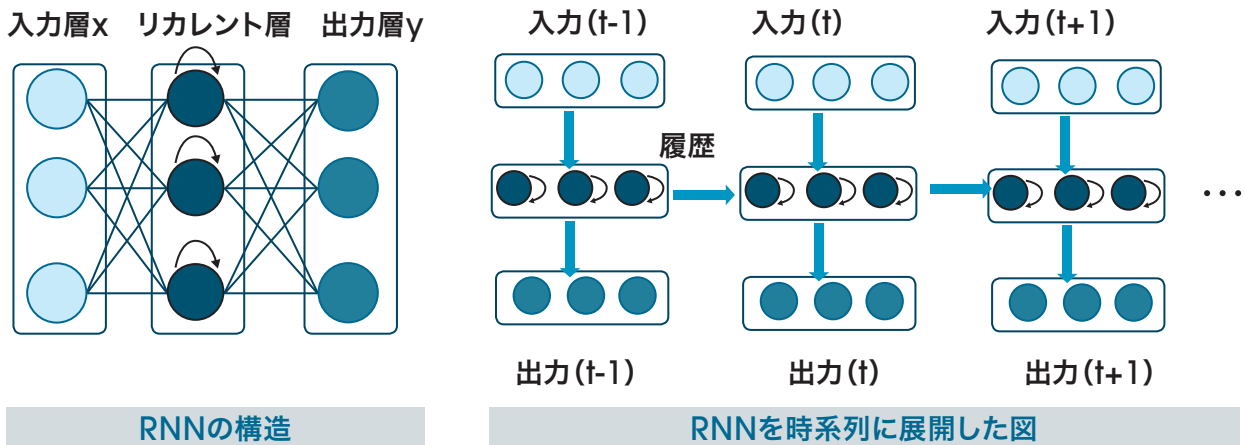 入力層x リカレント層 出力層y
入力(t-1) 入力(t) 入力(t+1)
履歴
...
出力(t-1) 出力(t) 出力(t+1)
RNNの構造
RNNを時系列に展開した図